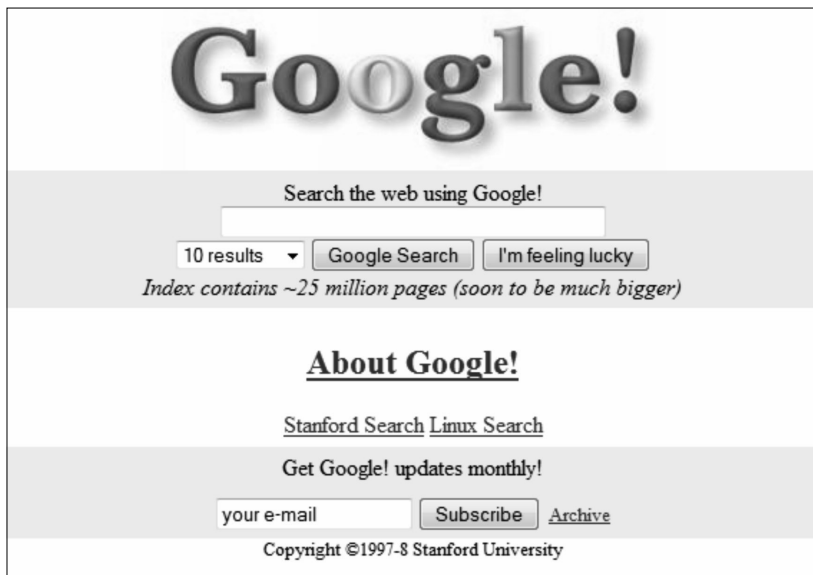 Google!
Search the web using Google!
10 results Google Search I'm feeling lucky
Index contains ~25 million pages (soon to be much bigger)
About Google!
Stanford Search Linux Search
Get Google! updates monthly!
your e-mail Subscribe Archive
Copyright ©1997-8 Stanford University